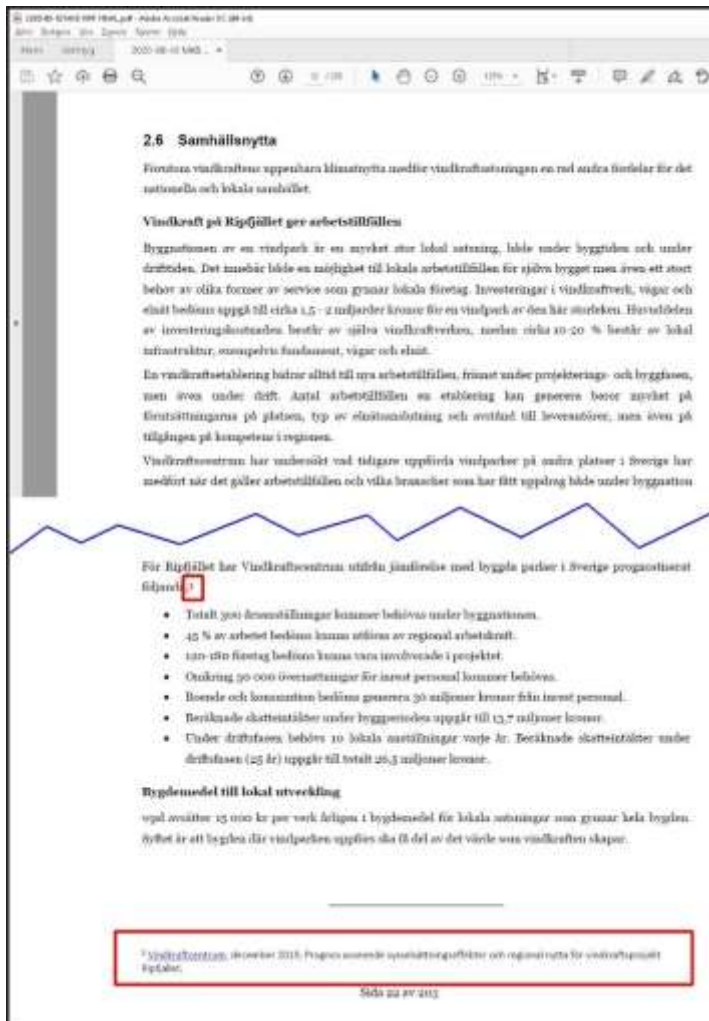 2.6 Samhällsnytta
Förutom vindkraftens uppenbara klimatnytta medför vindkraftsatsningen en rad andra fördelar för det
nationella och lokala samhället.
Vindkraft på Ripfjället ger arbetstillfällen
Byggnationen av en vindpark är en mycket stor lokal satsning, både under byggtiden och under
drifttiden. Det innebär både en möjlighet till lokala arbetstillfällen för själva bygget men även ett stort
behov av olika former av service som gynnar lokala företag. Investeringar i vindkraftverk, vägar och
elnät bedöms uppgå till cirka 1,5 - 2 miljarder kronor för en vindpark av den här storleken. Huvuddelen
av investeringskostnaden består av själva vindkraftverken, medan cirka 10-20 % består av lokal
infrastruktur, exempelvis fundament, vägar och elnät.
En vindkraftsetablering bidrar alltid till nya arbetstillfällen, främst under projekterings- och byggfasen,
men även under drift. Antal arbetstillfällen en etablering kan generera beror mycket på
förutsättningarna på platsen, typ av elnätsanslutning och avstånd till leverantörer, men även på
tillgången på kompetens i regionen.
Vindkraftscentrum har undersökt vad tidigare uppförda vindparker på andra platser i Sverige har
medfört när det gäller arbetstillfällen och vilka branscher som har fått uppdrag både under byggnation
För Ripfjället har Vindkraftscentrum utifrån jämförelse med byggda parker i Sverige prognostiserat
följande
• Totalt 300 årsanställningar kommer behövas under byggnationen.
• 45 % av arbetet bedöms kunna utföras av regional arbetskraft.
• 120-180 företag bedöms kunna vara involverade i projektet.
• Omkring 30 000 övernattningar för inrest personal kommer behövas.
• Boende och konsumtion bedöms generera 30 miljoner kronor från inrest personal.
• Beräknade skatteintäkter under byggperioden uppgår till 13,7 miljoner kronor.
• Under driftsfasen behövs 10 lokala anställningar varje år. Beräknade skatteintäkter under
driftsfasen (25 år) uppgår till totalt 26,5 miljoner kronor.
Bygdemedel till lokal utveckling
wpd avsätter 15 000 kr per verk årligen i bygdemedel för lokala satsningar som gynnar hela bygden.
Syftet är att bygden där vindparken uppförs ska få del av det värde som vindkraften skapar.
Vindkraftcentrum, december 2019. Prognos avseende sysselsättningseffekter och regional nytta för vindkraftsprojekt
Ripfjället.
Sida 22 av 203